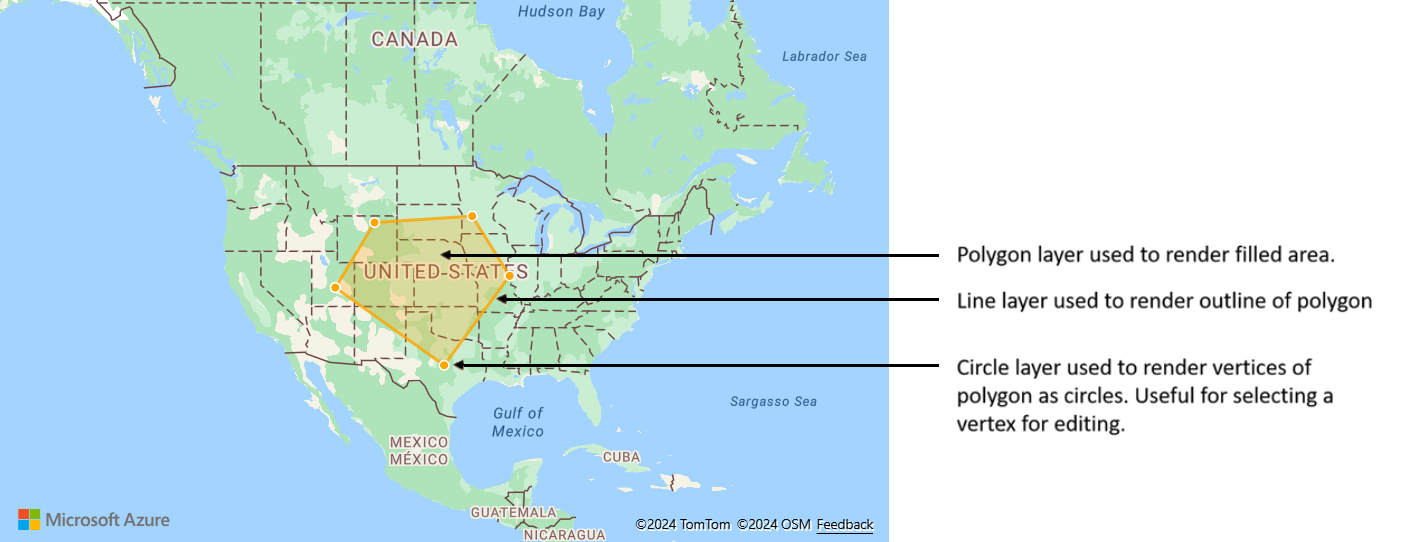 Hudson Bay
CANADA
Labrador Sea
Polygon layer used to render filled area.
UNITED STATES
Line layer used to render outline of polygon
Circle layer used to render vertices of
polygon as circles. Useful for selecting a
vertex for editing.
Sargasso Sea
Gulf of
Mexico
MEXICO
MÉXICO
CUBA
GUATEMALA
NICARAGUA
Microsoft Azure
©2024 TomTom ©2024 OSM Feedback